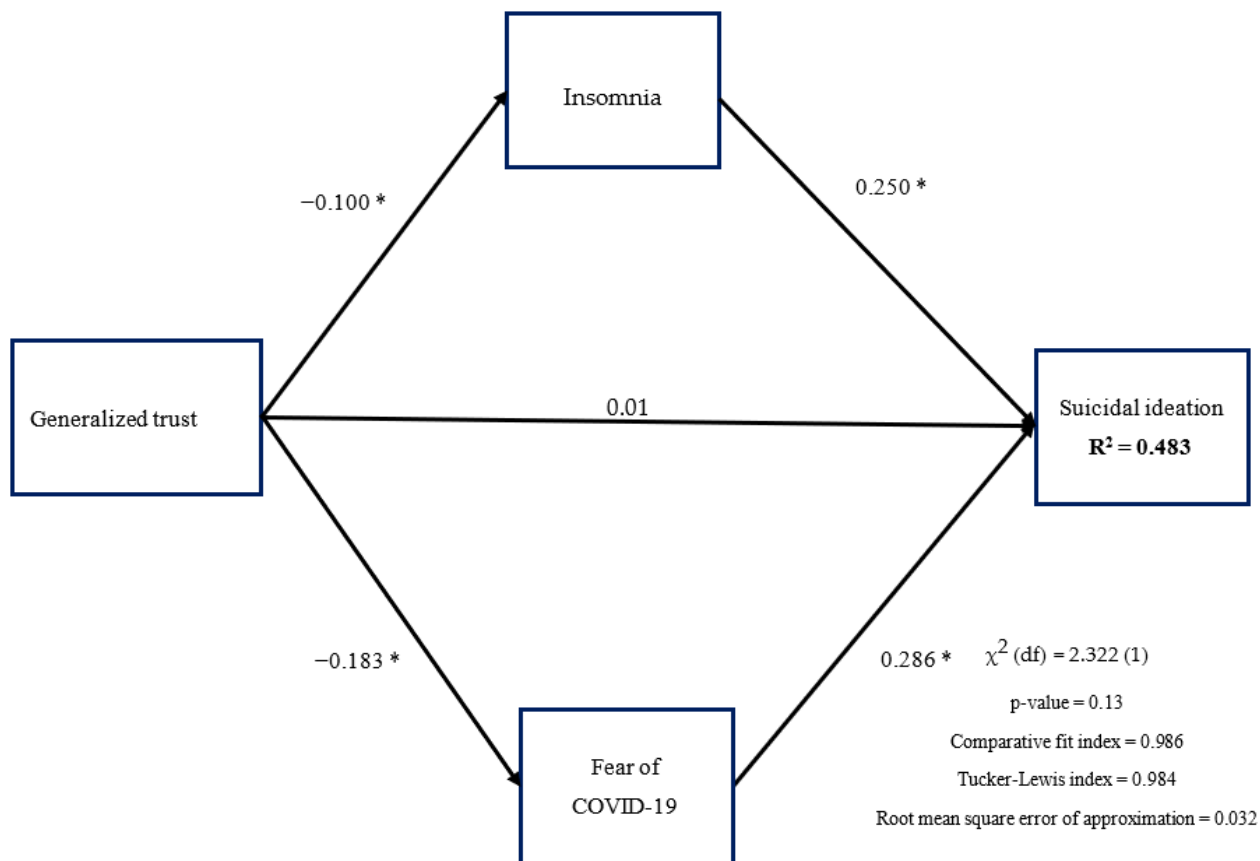 Insomnia
−0.100 *
0.250 *
Generalized trust
0.01
Suicidal ideation
R² = 0.483
−0.183 *
0.286 *
χ² (df) = 2.322 (1)
p-value = 0.13
Comparative fit index = 0.986
Tucker-Lewis index = 0.984
Root mean square error of approximation = 0.032
Fear of
COVID-19